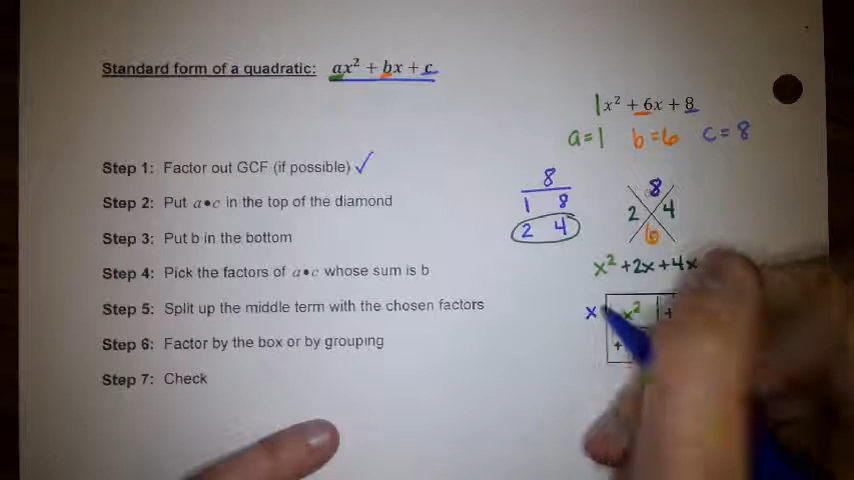 Standard form of a quadratic: ax² + bx + c
1x² + 6x + 8
a=1 b=6 c=8
Step 1: Factor out GCF (if possible) ✓
8
1 8
2 4
8
2 4
6
Step 2: Put a•c in the top of the diamond
Step 3: Put b in the bottom
Step 4: Pick the factors of a•c whose sum is b
x² +2x +4x
Step 5: Split up the middle term with the chosen factors
x x² +
+
Step 6: Factor by the box or by grouping
Step 7: Check